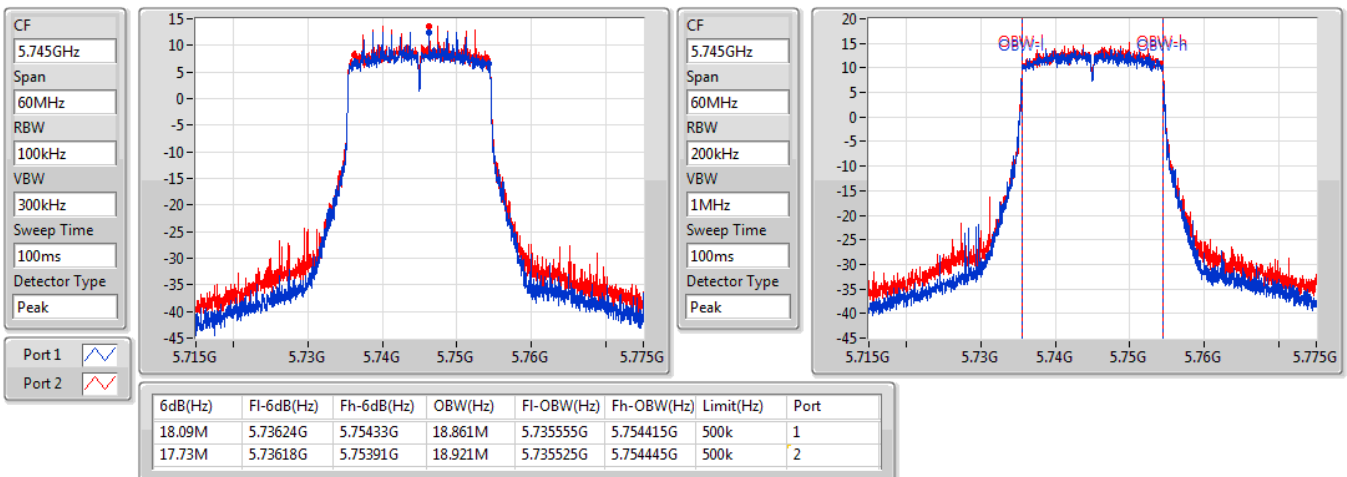 CF
5.745GHz
Span
60MHz
RBW
100kHz
VBW
300kHz
Sweep Time
100ms
Detector Type
Peak
Port 1
Port 2
15
10
5
0
-5
-10
-15
-20
-25
-30
-35
-40
-45
5.715G 5.73G 5.74G 5.75G 5.76G 5.775G
CF
5.745GHz
Span
60MHz
RBW
200kHz
VBW
1MHz
Sweep Time
100ms
Detector Type
Peak
20
15
10
5
0
-5
-10
-15
-20
-25
-30
-35
-40
-45
OBW-l OBW-h
5.715G 5.73G 5.74G 5.75G 5.76G 5.775G
6dB(Hz) Fl-6dB(Hz) Fh-6dB(Hz) OBW(Hz) Fl-OBW(Hz) Fh-OBW(Hz) Limit(Hz) Port
18.09M 5.73624G 5.75433G 18.861M 5.735555G 5.754415G 500k 1
17.73M 5.73618G 5.75391G 18.921M 5.735525G 5.754445G 500k 2